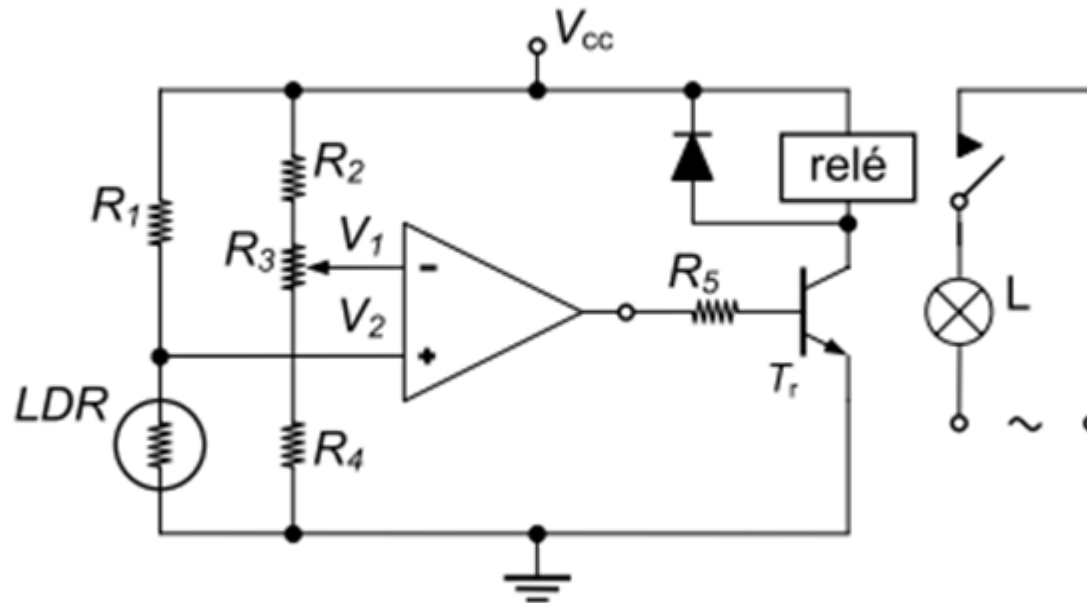 Vcc
R2
relé
R1
R3
V1
R5
L
V2
Tr
LDR
R4
-
+
~